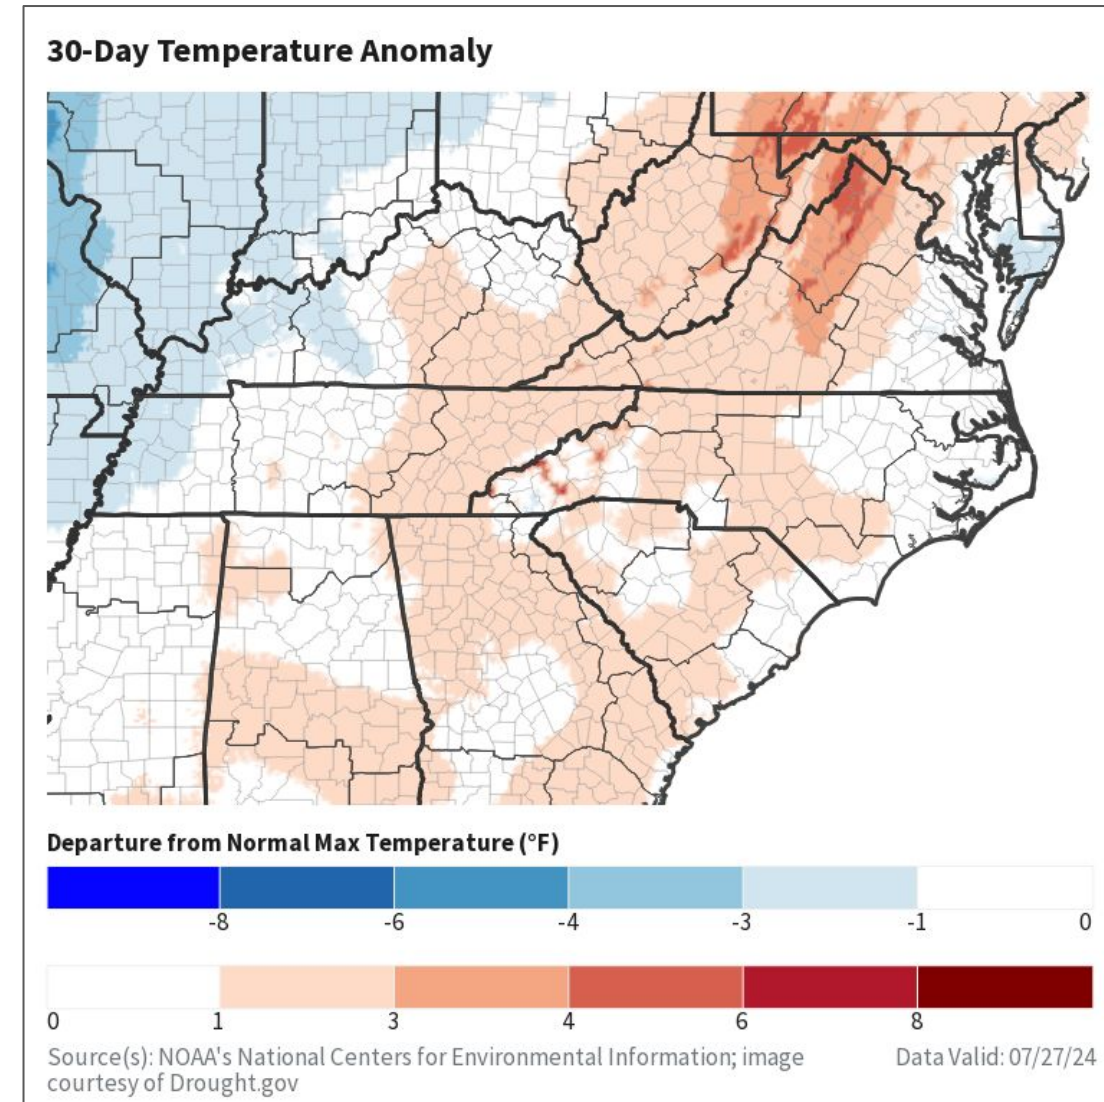 30-Day Temperature Anomaly
Departure from Normal Max Temperature (°F)
-8 -6 -4 -3 -1 0
0 1 3 4 6 8
Source(s): NOAA's National Centers for Environmental Information; image
courtesy of Drought.gov
Data Valid: 07/27/24